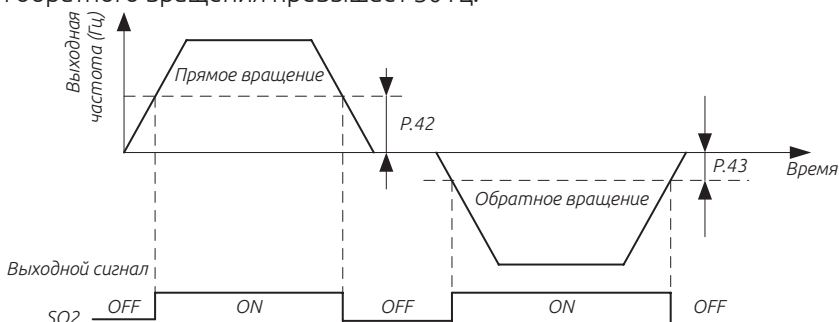 обратного вращения превышает 50 Гц.
Выходная
частота (Гц)
Прямое вращение
P.42
P.43
Время
Обратное вращение
Выходной сигнал
SO2 OFF ON OFF ON OFF